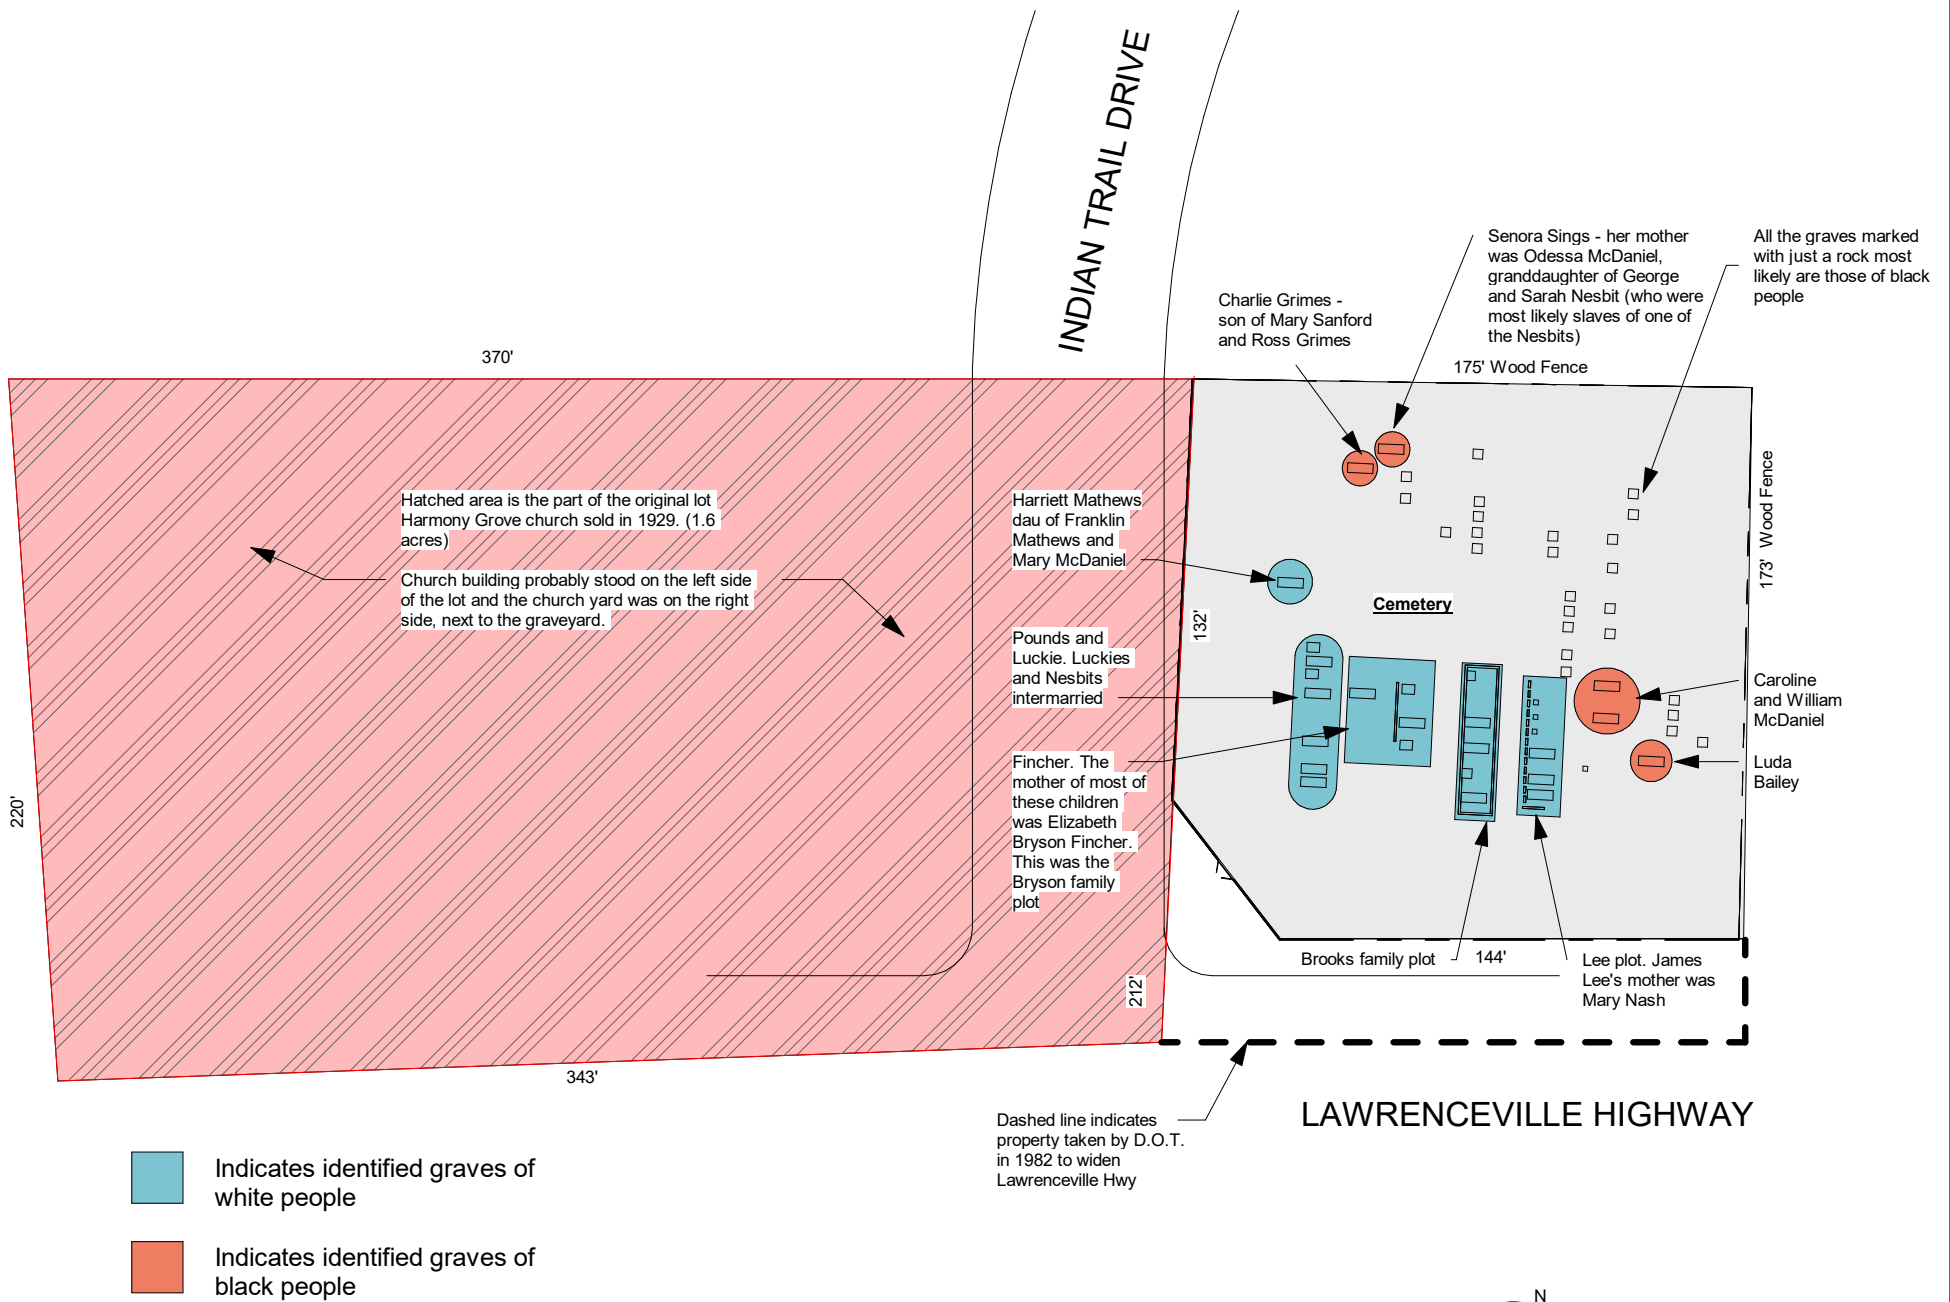 INDIAN TRAIL DRIVE
Senora Sings - her mother
was Odessa McDaniel,
granddaughter of George
and Sarah Nesbit (who were
most likely slaves of one of
the Nesbits)
All the graves marked
with just a rock most
likely are those of black
people
Charlie Grimes -
son of Mary Sanford
and Ross Grimes
370'
175' Wood Fence
173' Wood Fence
Hatched area is the part of the original lot
Harmony Grove church sold in 1929. (1.6
acres)
Church building probably stood on the left side
of the lot and the church yard was on the right
side, next to the graveyard.
Harriett Mathews
dau of Franklin
Mathews and
Mary McDaniel
Cemetery
132'
Pounds and
Luckie. Luckies
and Nesbits
intermarried
Caroline
and William
McDaniel
Fincher. The
mother of most of
these children
was Elizabeth
Bryson Fincher.
This was the
Bryson family
plot
Luda
Bailey
220'
Brooks family plot
144'
Lee plot. James
Lee's mother was
Mary Nash
212'
343'
Dashed line indicates
property taken by D.O.T.
in 1982 to widen
Lawrenceville Hwy
LAWRENCEVILLE HIGHWAY
Indicates identified graves of
white people
Indicates identified graves of
black people
N